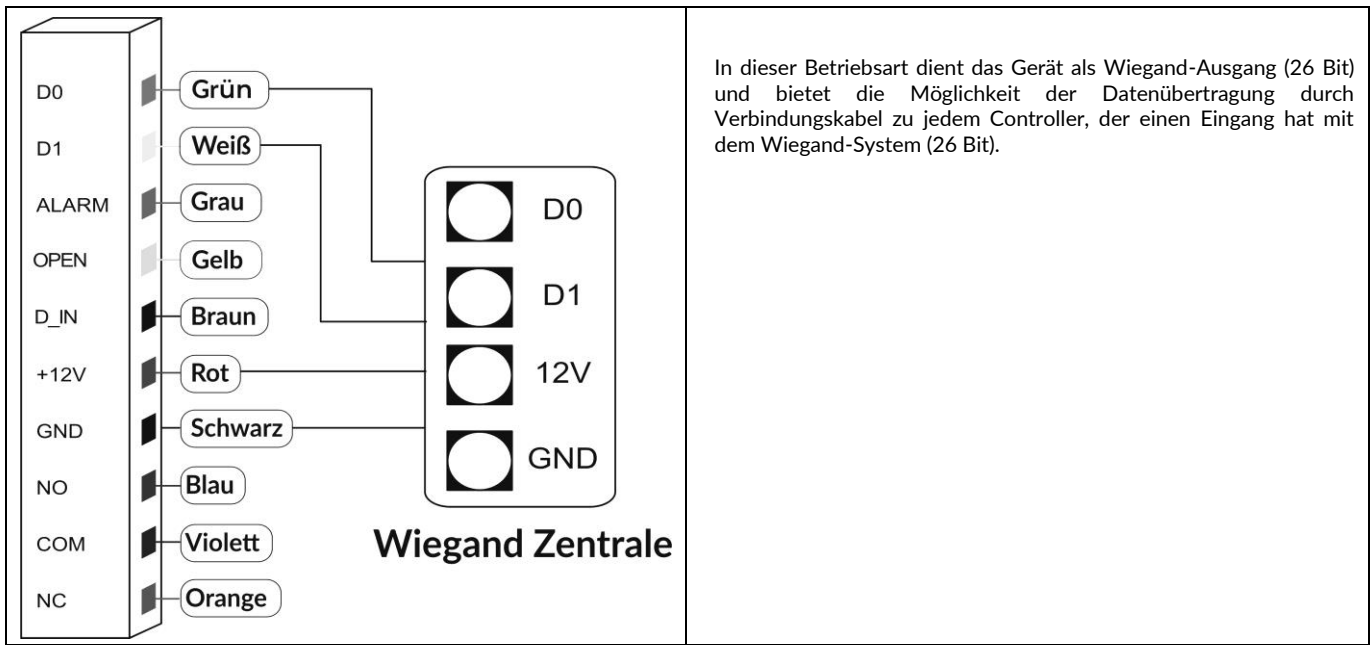 D0 Grün
D1 Weiß
ALARM Grau
OPEN Gelb
D_IN Braun
+12V Rot
GND Schwarz
NO Blau
COM Violett
NC Orange
D0
D1
12V
GND
Wiegand Zentrale
In dieser Betriebsart dient das Gerät als Wiegand-Ausgang (26 Bit)
und bietet die Möglichkeit der Datenübertragung durch
Verbindungskabel zu jedem Controller, der einen Eingang hat mit
dem Wiegand-System (26 Bit).